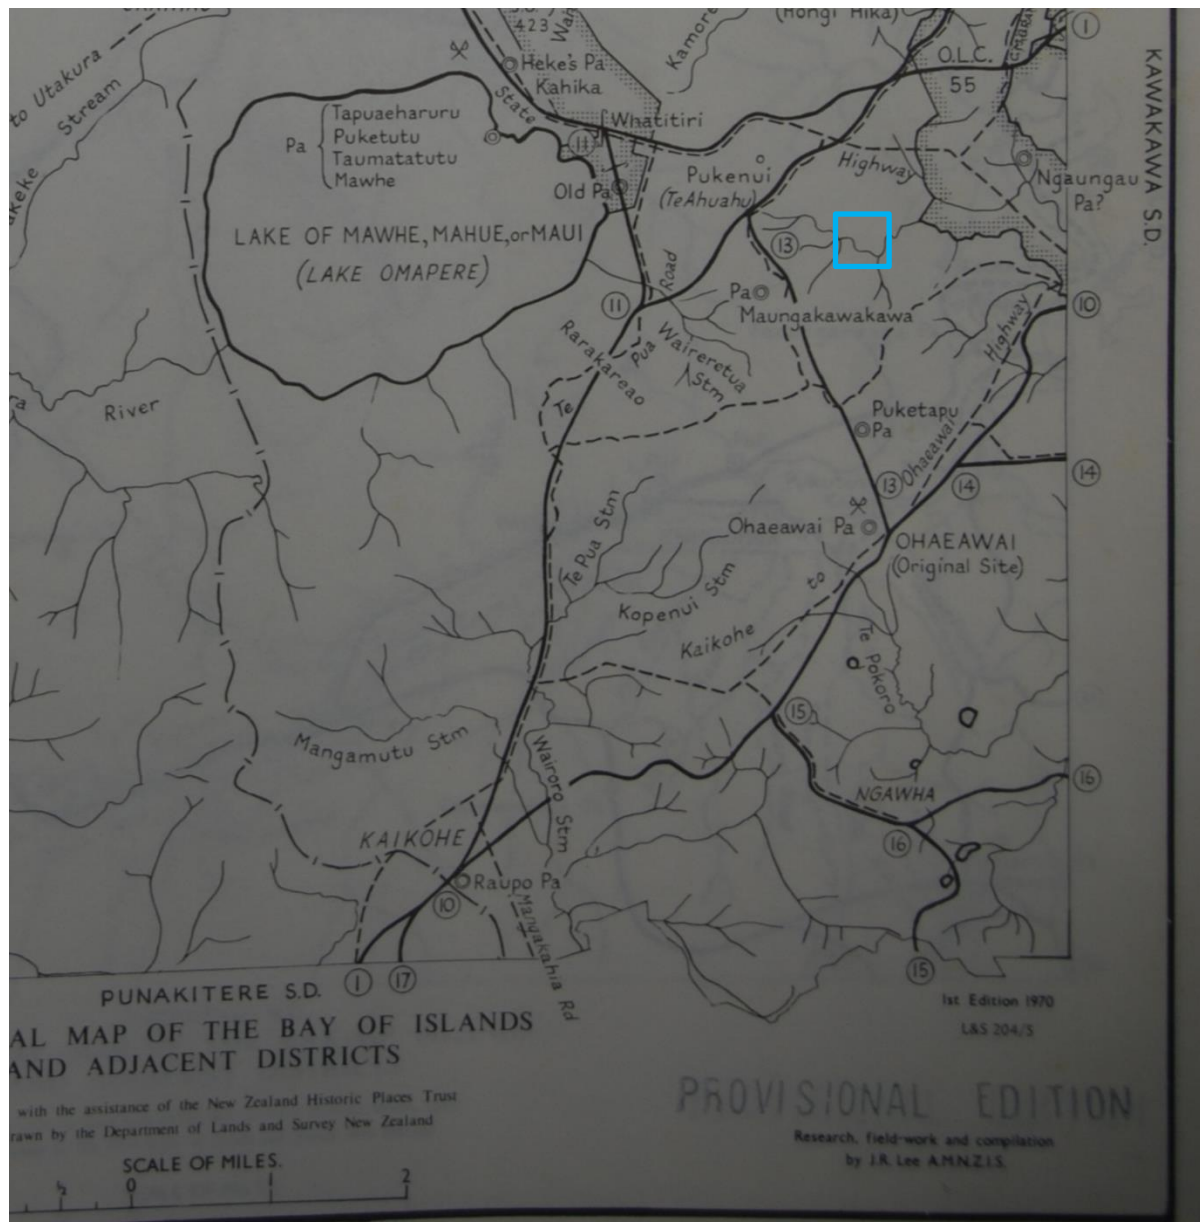 423
Wai
Kamore
(Hongi Hika)
1
O.L.C.
55
to Utakura
Stream
akeke
Heke's Pa
Kahika
State
Whatitiri
11
Tapuaeharuru
Puketutu
Taumatatutu
Mawhe
Pa
Old Pa
Pukenui
(Te Ahuahu)
Highway
Ngaungau
Pa?
KAWAKAWA S.D.
LAKE OF MAWHE, MAHUE, or MAUI
(LAKE OMAPERE)
13
Road
11
Pa
Maungakawakawa
10
Highway
Rarakareao
Pua
Te
Waireretua
Stm
ra
River
Puketapu
Pa
Ohaeawai
13
14
14
Te Pua Stm
Ohaeawai Pa
OHAEAWAI
(Original Site)
to
Kopenui Stm
Kaikohe
Te Pokoro
15
Mangamutu Stm
Wairoro Stm
NGAWHA
16
16
KAIKOHE
Raupo Pa
10
Mangakahia Rd
PUNAKITERE S.D.
1
17
15
1st Edition 1970
L&S 204/5
AL MAP OF THE BAY OF ISLANDS
AND ADJACENT DISTRICTS
with the assistance of the New Zealand Historic Places Trust
rawn by the Department of Lands and Survey New Zealand
PROVISIONAL EDITION
Research, field-work and compilation
by J.R. Lee A.M.N.Z.I.S.
SCALE OF MILES.
½ 0 1 2